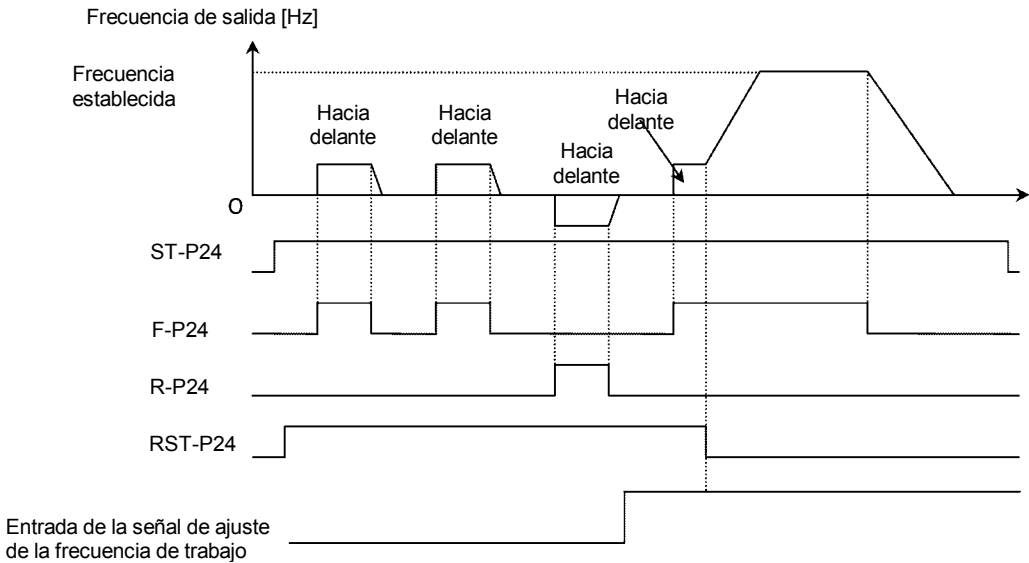 Frecuencia de salida [Hz]
Frecuencia
establecida
Hacia
delante
Hacia
delante
Hacia
delante
Hacia
delante
O
ST-P24
F-P24
R-P24
RST-P24
Entrada de la señal de ajuste
de la frecuencia de trabajo